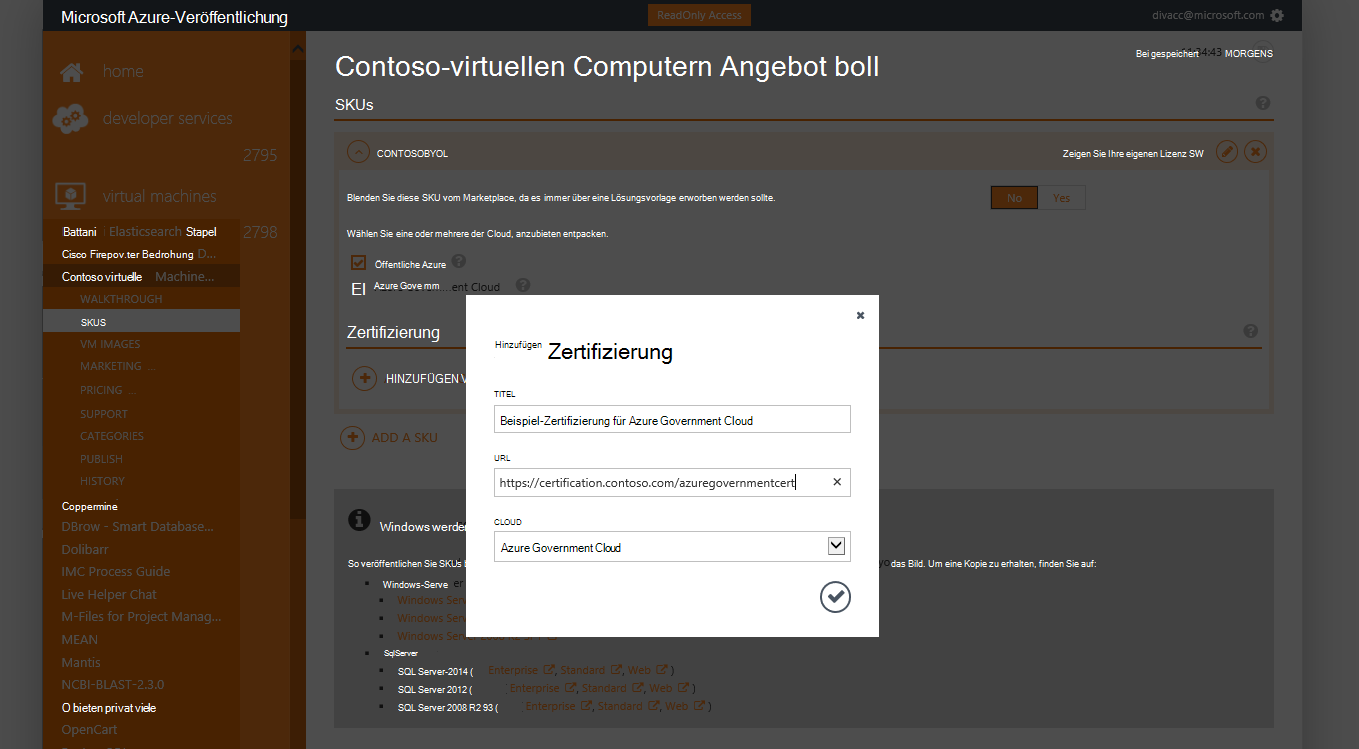 Microsoft Azure-Veröffentlichung
ReadOnly Access
divacc@microsoft.com
home
developer services
2795
virtual machines
Battani Elasticsearch Stapel
2798
Cisco Firepov.ter Bedrohung D...
Contoso virtuelle Machine...
WALKTHROUGH
SKUS
VM IMAGES
MARKETING ...
PRICING ...
SUPPORT
CATEGORIES
PUBLISH
HISTORY
Coppermine
DBrow - Smart Database...
Dolibarr
IMC Process Guide
Live Helper Chat
M-Files for Project Manag...
MEAN
Mantis
NCBI-BLAST-2.3.0
O bieten privat viele
OpenCart
Contoso-virtuellen Computern Angebot boll
Bei gespeichert :34:43 MORGENS
SKUs
CONTOSOBYOL
Zeigen Sie Ihre eigenen Lizenz SW
Blenden Sie diese SKU vom Marketplace, da es immer über eine Lösungsvorlage erworben werden sollte.
No Yes
Wählen Sie eine oder mehrere der Cloud, anzubieten entpacken.
Öffentliche Azure
El Azure Gove mm ...ent Cloud
Zertifizierung
HINZUFÜGEN V
ADD A SKU
Hinzufügen Zertifizierung
TITEL
Beispiel-Zertifizierung für Azure Government Cloud
URL
https://certification.contoso.com/azuregovernmentcert
CLOUD
Azure Government Cloud
Windows werden
So veröffentlichen Sie SKUs das Bild. Um eine Kopie zu erhalten, finden Sie auf:
Windows-Serve er
Windows Serv
Windows Serv
Windows Server 2008 R2 SP1
SqlServer
SQL Server-2014 ( Enterprise , Standard , Web )
SQL Server 2012 ( Enterprise , Standard , Web )
SQL Server 2008 R2 93 ( Enterprise , Standard , Web )